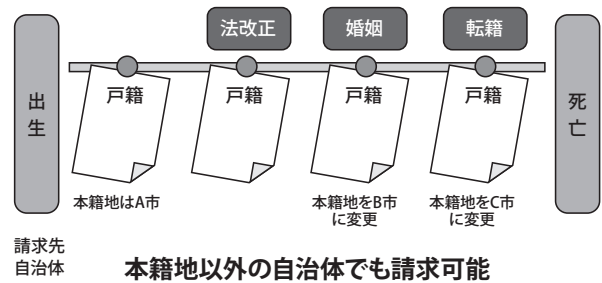 法改正
婚姻
転籍
出生
戸籍
戸籍
戸籍
戸籍
死亡
本籍地はA市
本籍地をB市
に変更
本籍地をC市
に変更
請求先
自治体
本籍地以外の自治体でも請求可能